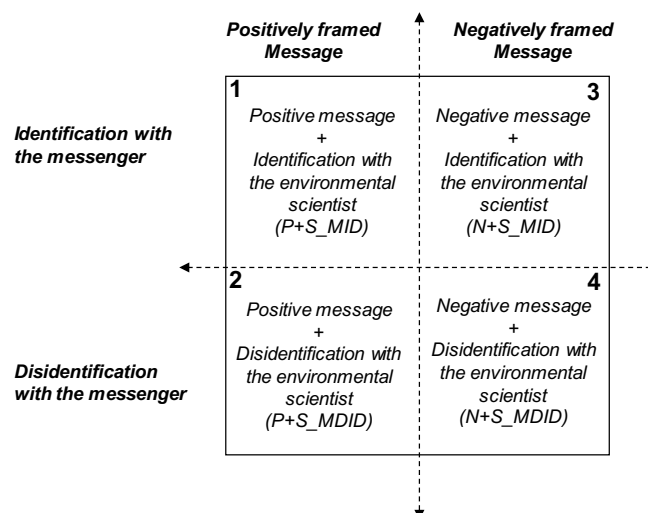 Positively framed
Message
Negatively framed
Message
Identification with
the messenger
1
Positive message
+
Identification with
the environmental
scientist
(P+S_MID)
3
Negative message
+
Identification with
the environmental
scientist
(N+S_MID)
Disidentification
with the messenger
2
Positive message
+
Disidentification with
the environmental
scientist
(P+S_MDID)
4
Negative message
+
Disidentification with
the environmental
scientist
(N+S_MDID)